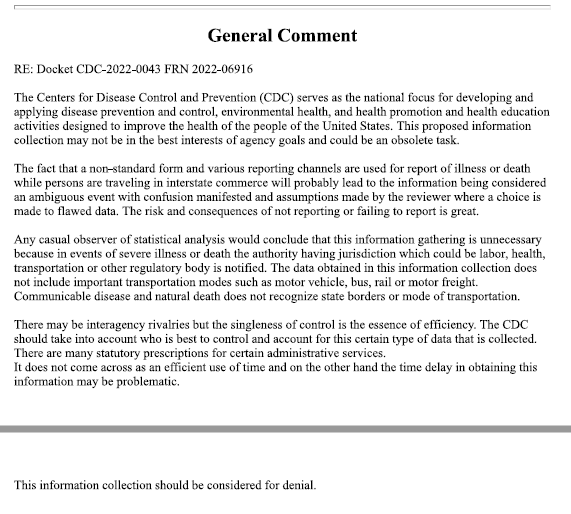 General Comment
RE: Docket CDC-2022-0043 FRN 2022-06916
The Centers for Disease Control and Prevention (CDC) serves as the national focus for developing and
applying disease prevention and control, environmental health, and health promotion and health education
activities designed to improve the health of the people of the United States. This proposed information
collection may not be in the best interests of agency goals and could be an obsolete task.
The fact that a non-standard form and various reporting channels are used for report of illness or death
while persons are traveling in interstate commerce will probably lead to the information being considered
an ambiguous event with confusion manifested and assumptions made by the reviewer where a choice is
made to flawed data. The risk and consequences of not reporting or failing to report is great.
Any casual observer of statistical analysis would conclude that this information gathering is unnecessary
because in events of severe illness or death the authority having jurisdiction which could be labor, health,
transportation or other regulatory body is notified. The data obtained in this information collection does
not include important transportation modes such as motor vehicle, bus, rail or motor freight.
Communicable disease and natural death does not recognize state borders or mode of transportation.
There may be interagency rivalries but the singleness of control is the essence of efficiency. The CDC
should take into account who is best to control and account for this certain type of data that is collected.
There are many statutory prescriptions for certain administrative services.
It does not come across as an efficient use of time and on the other hand the time delay in obtaining this
information may be problematic.
This information collection should be considered for denial.